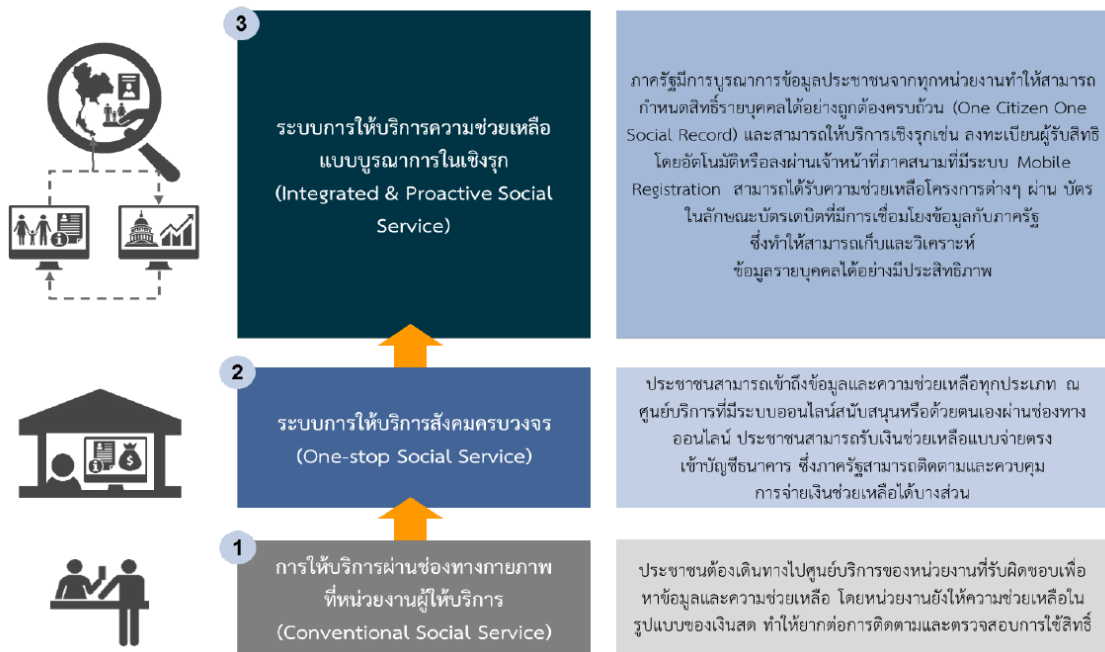 3
ระบบการให้บริการความช่วยเหลือ
แบบบูรณาการในเชิงรุก
(Integrated & Proactive Social
Service)
ภาครัฐมีการบูรณาการข้อมูลประชาชนจากทุกหน่วยงานทำให้สามารถ
กำหนดสิทธิ์รายบุคคลได้อย่างถูกต้องครบถ้วน (One Citizen One
Social Record) และสามารถให้บริการเชิงรุกเช่น ลงทะเบียนผู้รับสิทธิ
โดยอัตโนมัติหรือลงผ่านเจ้าหน้าที่ภาคสนามที่มีระบบ Mobile
Registration สามารถได้รับความช่วยเหลือโครงการต่างๆ ผ่าน บัตร
ในลักษณะบัตรเดบิตที่มีการเชื่อมโยงข้อมูลกับภาครัฐ
ซึ่งทำให้สามารถเก็บและวิเคราะห์
ข้อมูลรายบุคคลได้อย่างมีประสิทธิภาพ
2
ระบบการให้บริการสังคมครบวงจร
(One-stop Social Service)
ประชาชนสามารถเข้าถึงข้อมูลและความช่วยเหลือทุกประเภท ณ
ศูนย์บริการที่มีระบบออนไลน์สนับสนุนหรือด้วยตนเองผ่านช่องทาง
ออนไลน์ ประชาชนสามารถรับเงินช่วยเหลือแบบจ่ายตรง
เข้าบัญชีธนาคาร ซึ่งภาครัฐสามารถติดตามและควบคุม
การจ่ายเงินช่วยเหลือได้บางส่วน
1
การให้บริการผ่านช่องทางกายภาพ
ที่หน่วยงานผู้ให้บริการ
(Conventional Social Service)
ประชาชนต้องเดินทางไปศูนย์บริการของหน่วยงานที่รับผิดชอบเพื่อ
หาข้อมูลและความช่วยเหลือ โดยหน่วยงานยังให้ความช่วยเหลือใน
รูปแบบของเงินสด ทำให้ยากต่อการติดตามและตรวจสอบการใช้สิทธิ์